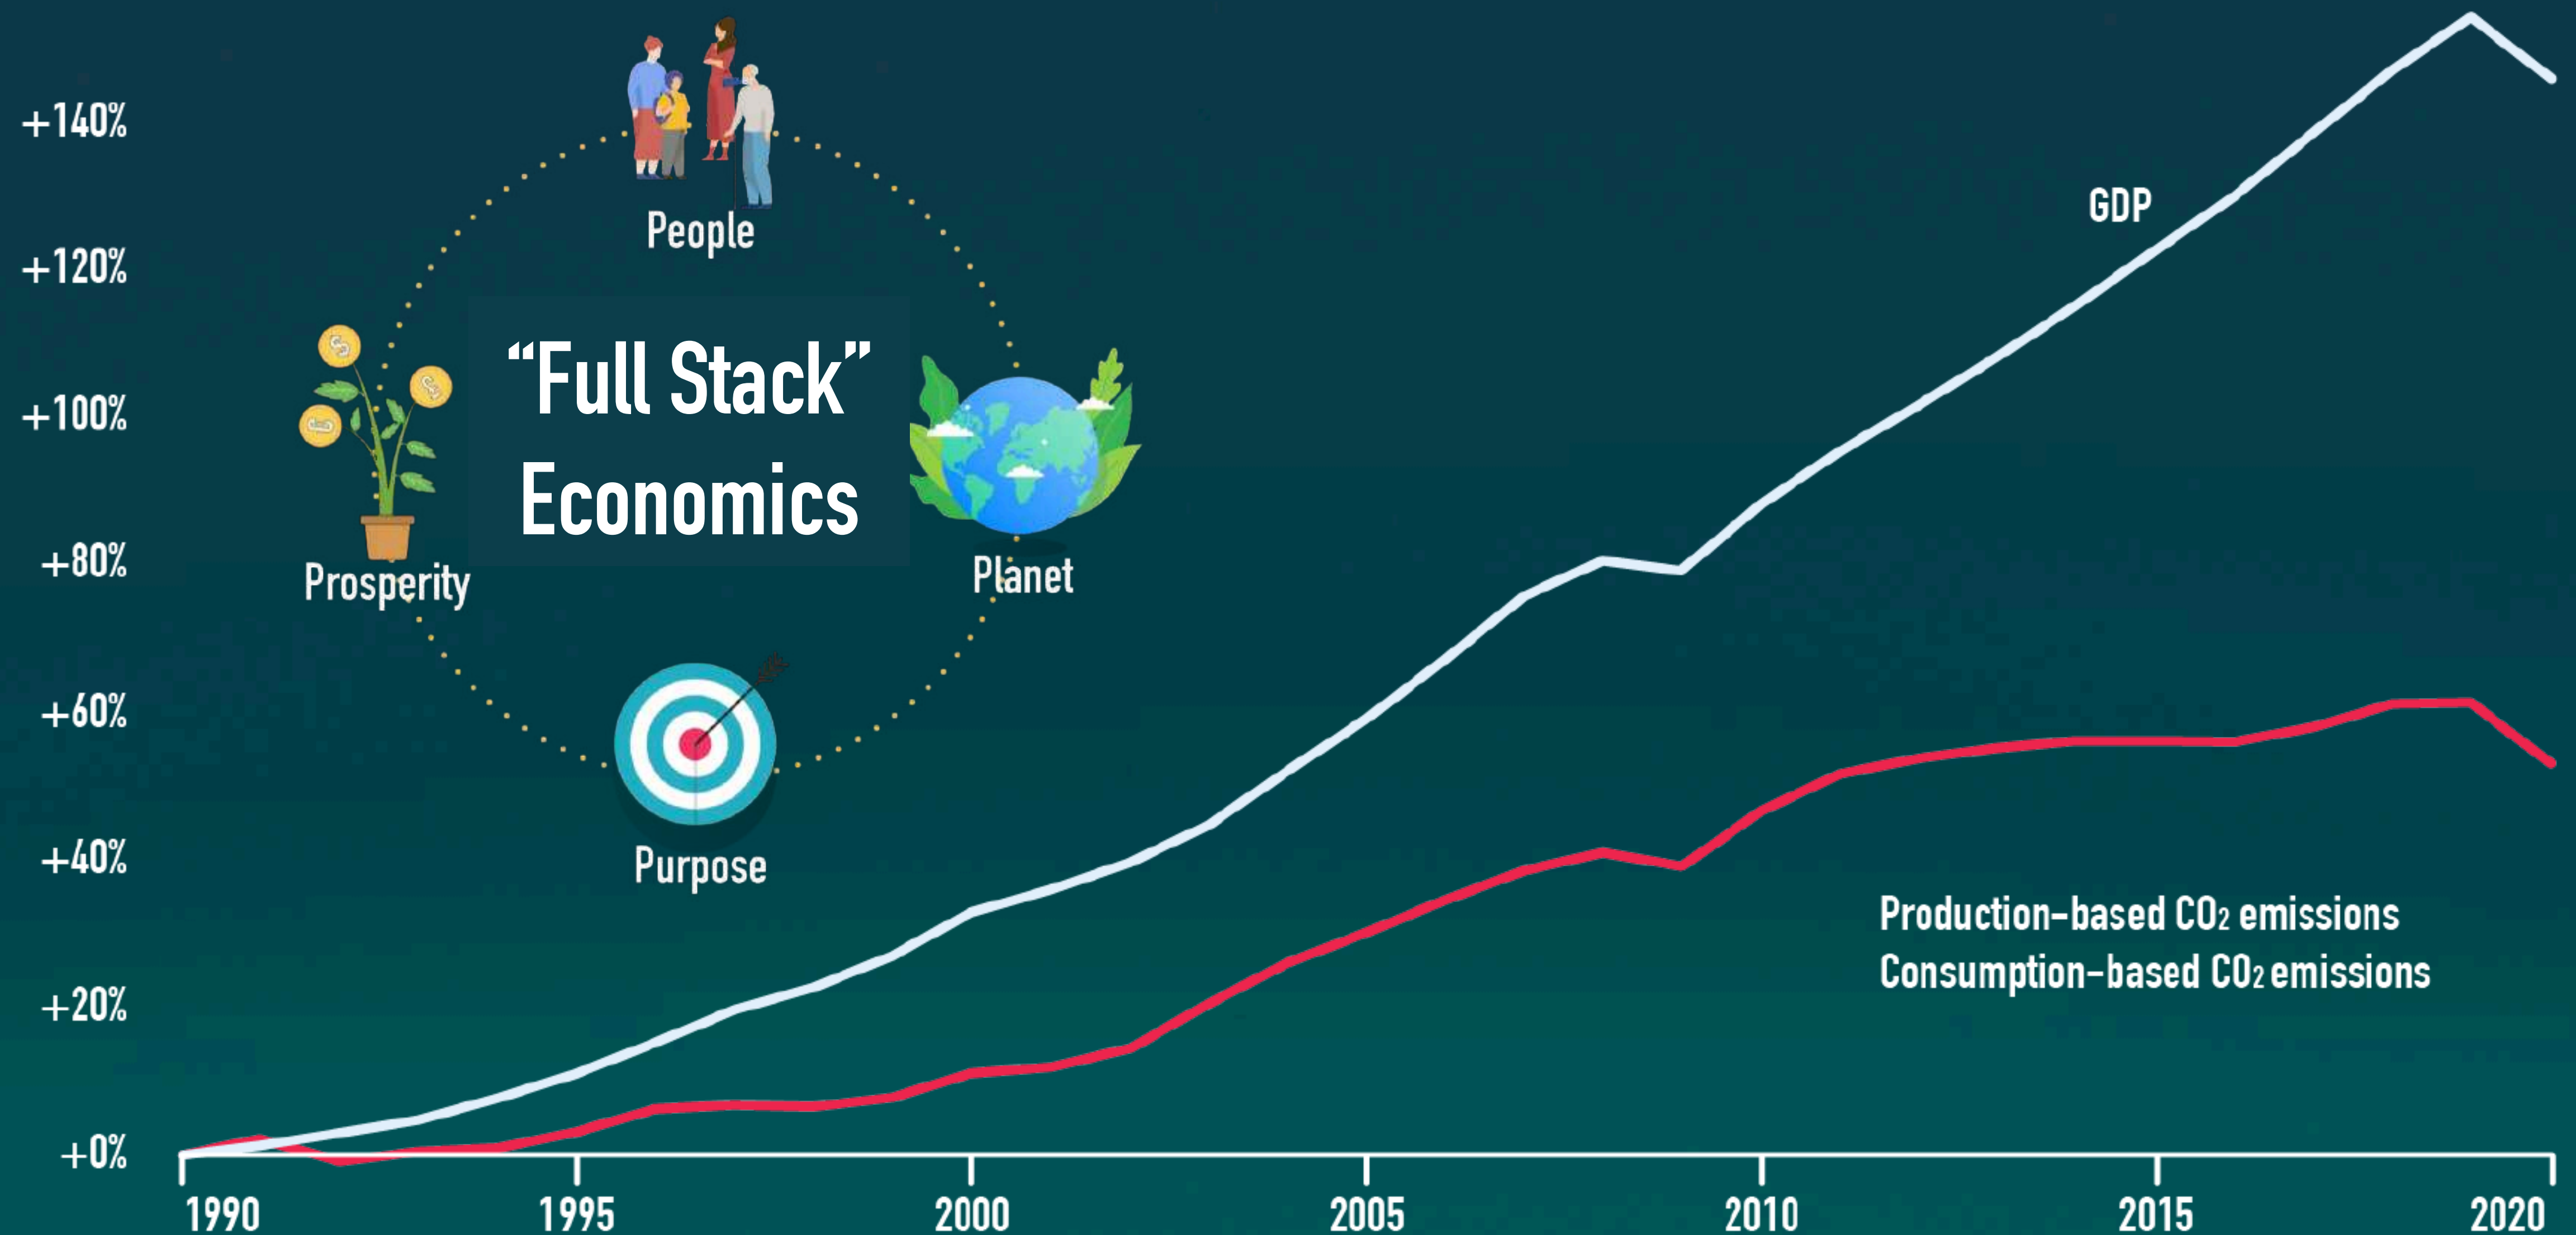 +140%
+120%
+100%
+80%
+60%
+40%
+20%
+0%
People
“Full Stack”
Economics
Prosperity
Planet
Purpose
GDP
Production-based CO₂ emissions
Consumption-based CO₂ emissions
1990
1995
2000
2005
2010
2015
2020